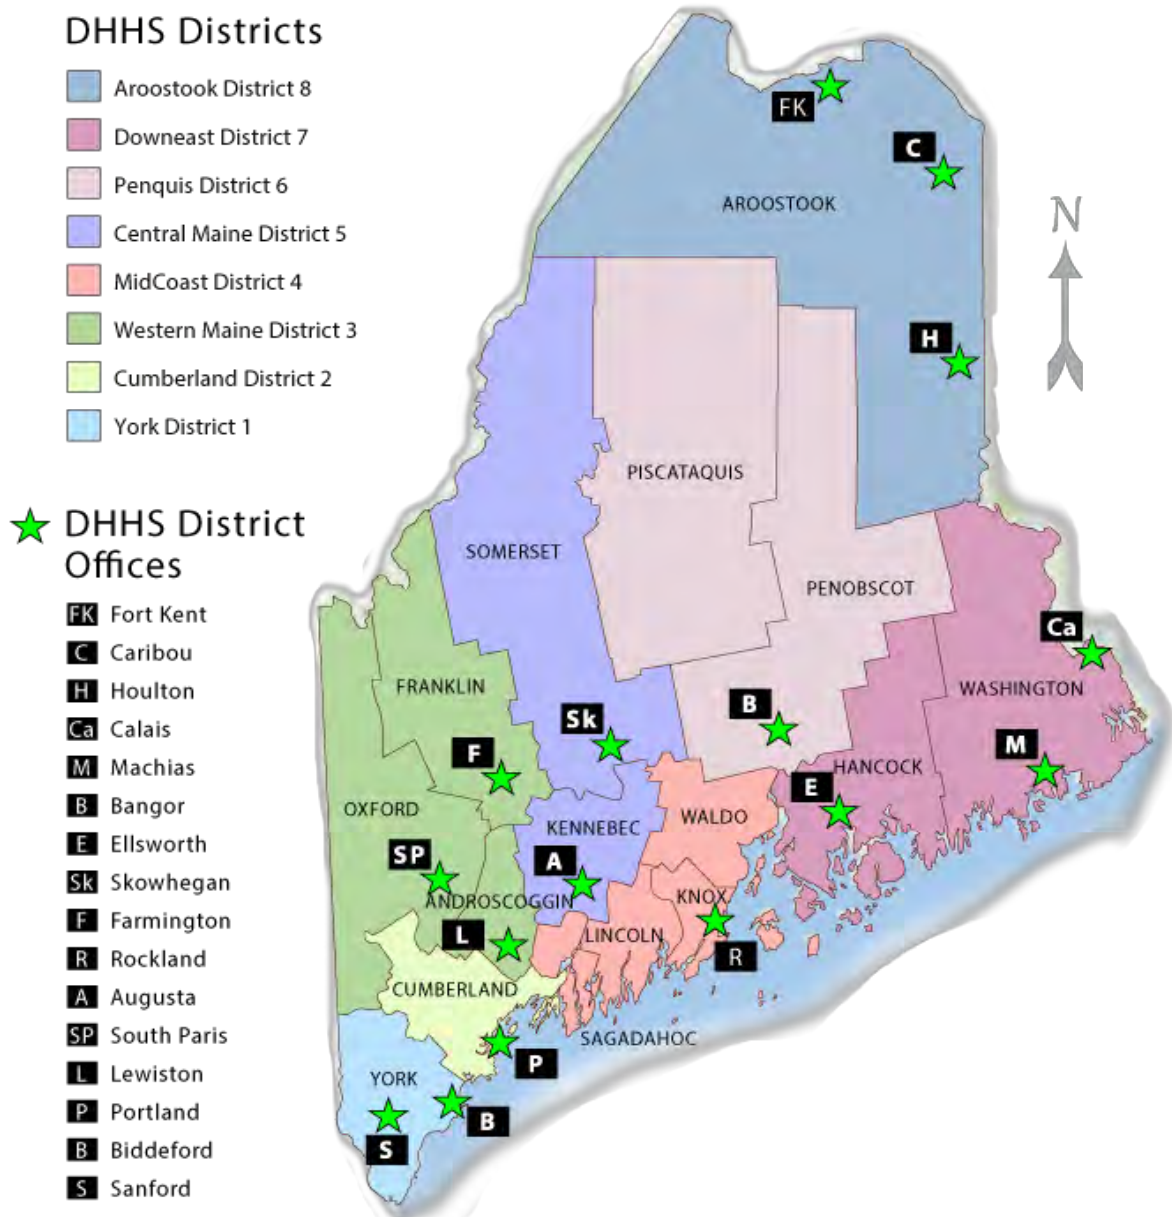 DHHS Districts
Aroostook District 8
Downeast District 7
Penquis District 6
Central Maine District 5
MidCoast District 4
Western Maine District 3
Cumberland District 2
York District 1
DHHS District
Offices
FK Fort Kent
C Caribou
H Houlton
Ca Calais
M Machias
B Bangor
E Ellsworth
Sk Skowhegan
F Farmington
R Rockland
A Augusta
SP South Paris
L Lewiston
P Portland
B Biddeford
S Sanford
FK
C
AROOSTOOK
N
H
PISCATAQUIS
SOMERSET
PENOBSCOT
Ca
FRANKLIN
WASHINGTON
B
Sk
M
F
HANCOCK
E
OXFORD
WALDO
KENNEBEC
SP
A
KNOX
ANDROSCOGGIN
L
LINCOLN
R
CUMBERLAND
SAGADAHOC
P
YORK
B
S